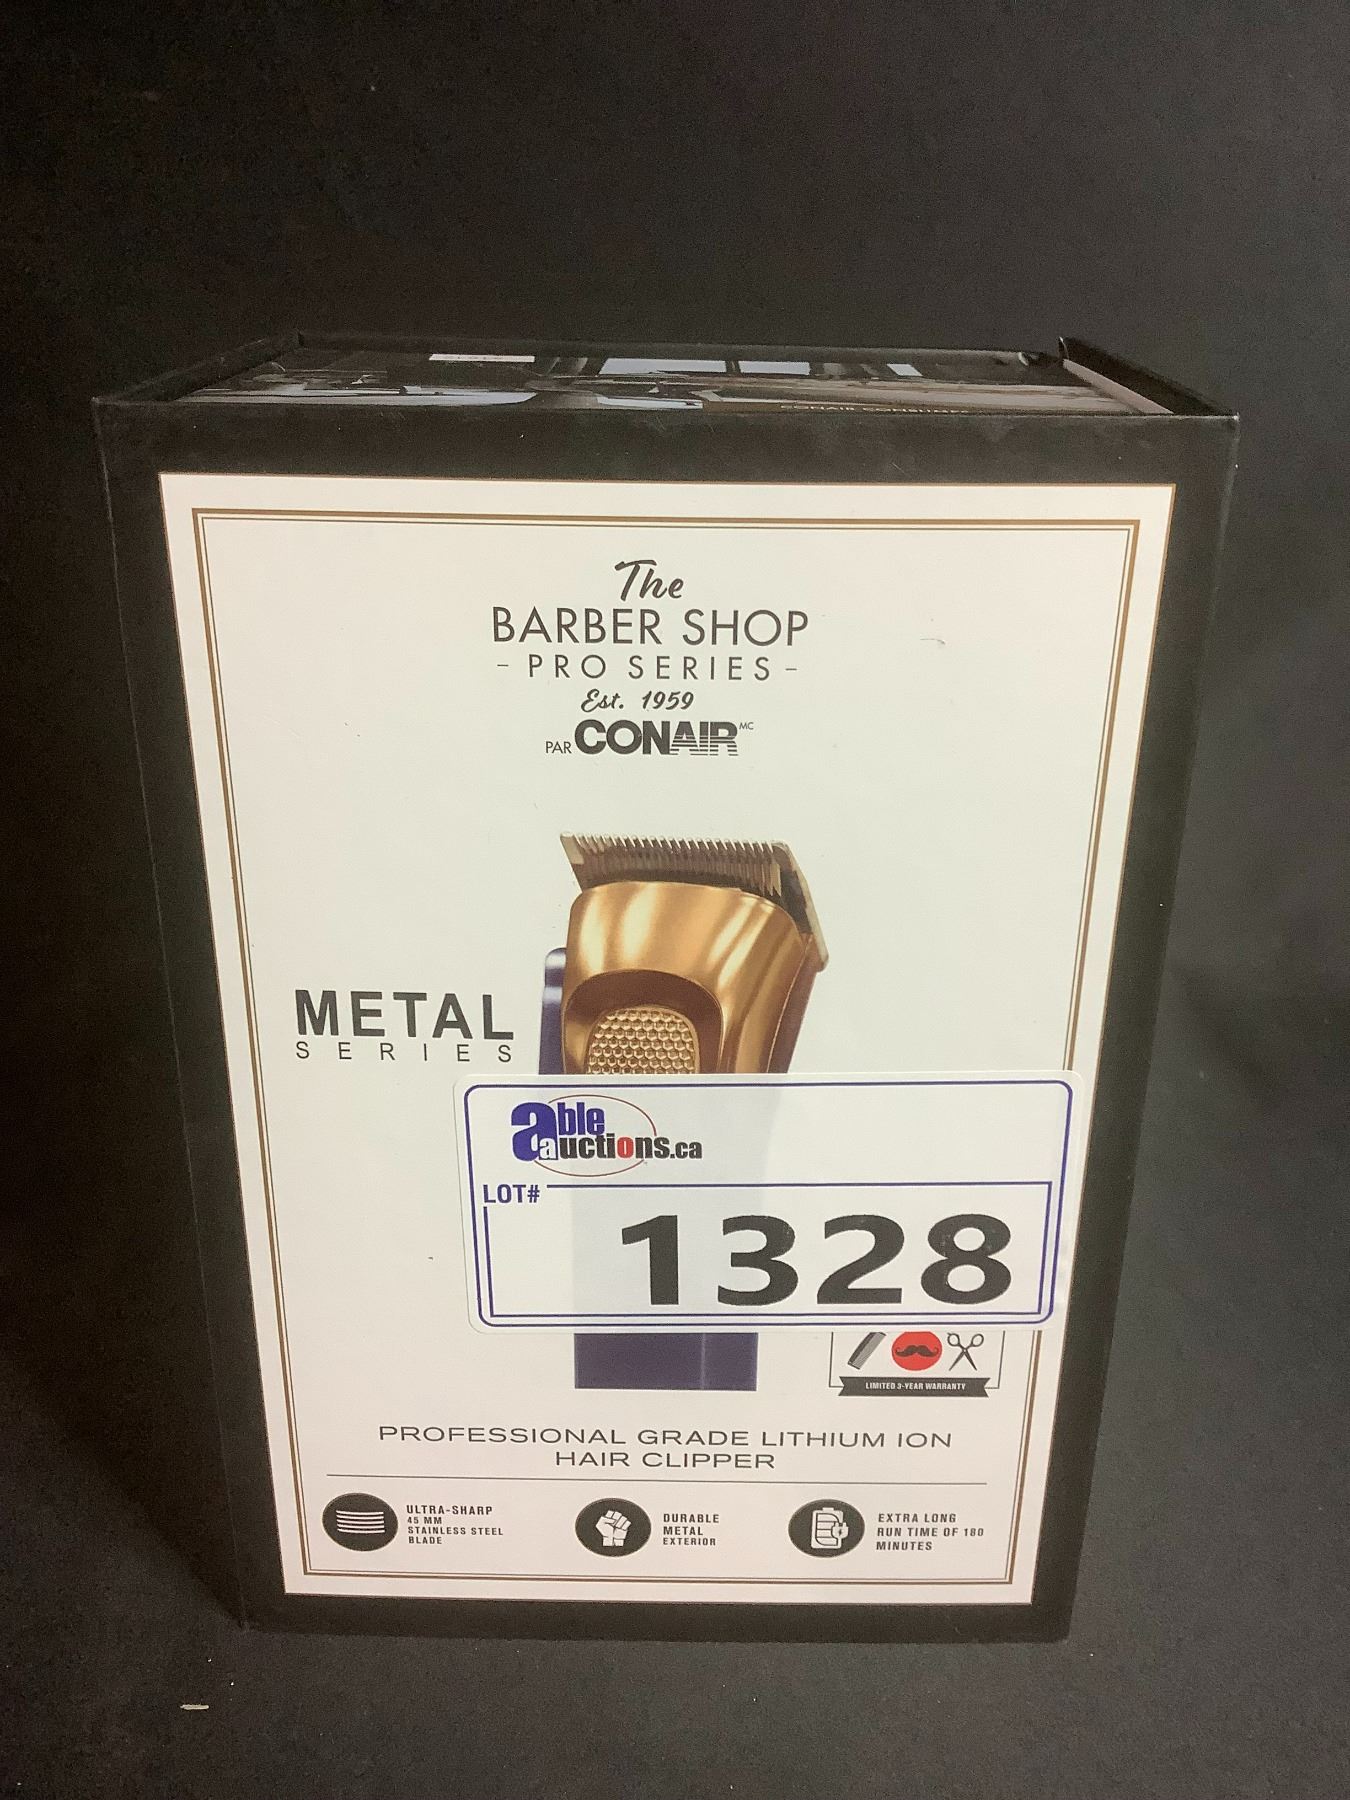 The
BARBER SHOP
- PRO SERIES -
Est. 1959
PAR CONAIR MC
METAL
SERIES
able
auctions.ca
LOT#
1328
LIMITED 3-YEAR WARRANTY
PROFESSIONAL GRADE LITHIUM ION
HAIR CLIPPER
ULTRA-SHARP
45 MM
STAINLESS STEEL
BLADE
DURABLE
METAL
EXTERIOR
EXTRA LONG
RUN TIME OF 180
MINUTES